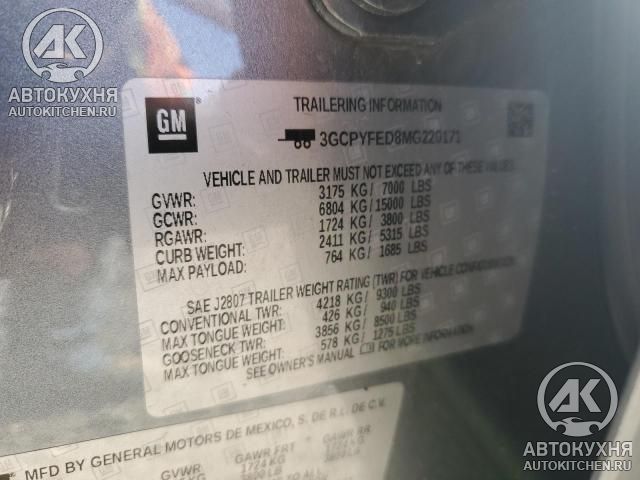 АВТОКУХНЯ
AUTOKUHNYA.RU
GM
TRAILERING INFORMATION
3GCPYFED8MG220171
VEHICLE AND TRAILER MUST NOT EXCEED ANY OF THESE VALUES
GVWR: 3175 KG/ 7000 LBS
GCWR: 6804 KG/15000 LBS
RGAWR: 1724 KG/ 3800 LBS
CURB WEIGHT: 2411 KG/ 5315 LBS
MAX PAYLOAD: 764 KG/ 1685 LBS
SAE J2807 TRAILER WEIGHT RATING (TWR) FOR VEHICLE CONFIGURATION
CONVENTIONAL TWR: 4218 KG/ 9300 LBS
MAX TONGUE WEIGHT: 426 KG/ 940 LBS
GOOSENECK TWR: 3856 KG/ 8500 LBS
MAX TONGUE WEIGHT: 578 KG/ 1275 LBS
SEE OWNER'S MANUAL FOR MORE INFORMATION
MFD BY GENERAL MOTORS DE MEXICO, S. DE R.L. DE C.V.
GVWR GAWR FRT GAWR RR
1724 KG
АК
АВТОКУХНЯ
AUTOKUHNYA.RU